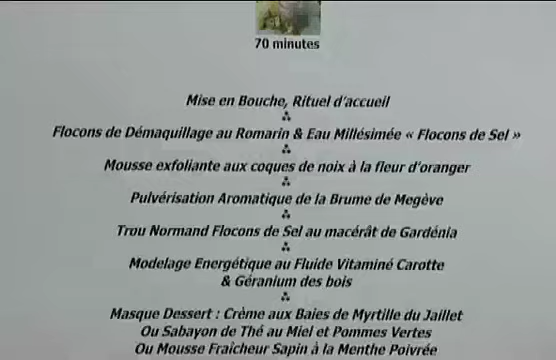 70 minutes
Mise en Bouche, Rituel d'accueil
Flocons de Démaquillage au Romarin & Eau Millésimée « Flocons de Sel »
Mousse exfoliante aux coques de noix à la fleur d'oranger
Pulvérisation Aromatique de la Brume de Megève
Trou Normand Flocons de Sel au macérât de Gardénia
Modelage Energétique au Fluide Vitaminé Carotte
& Géranium des bois
Masque Dessert : Crème aux Baies de Myrtille du Jaillet
Ou Sabayon de Thé au Miel et Pommes Vertes
Ou Mousse Fraîcheur Sapin à la Menthe Poivrée